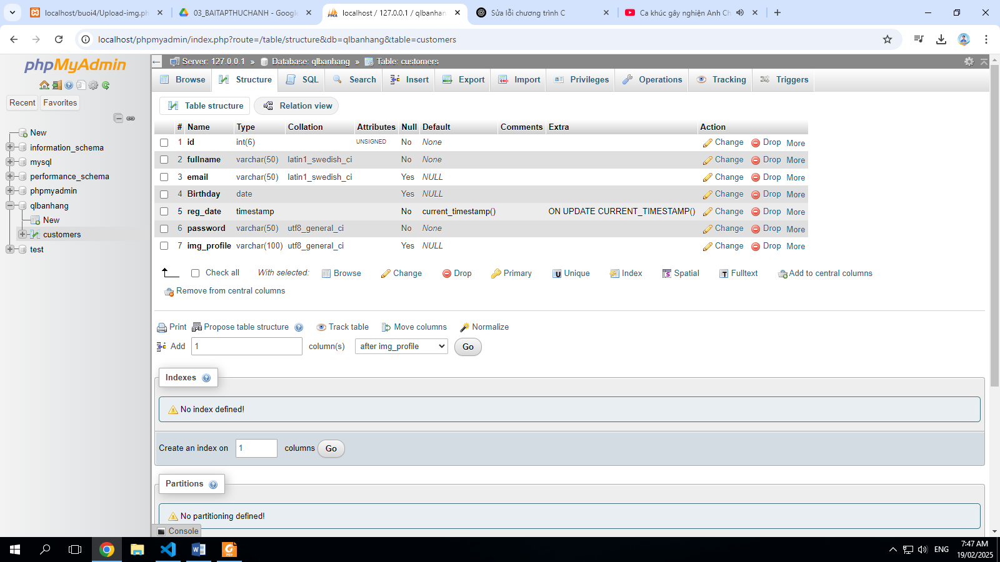 localhost/buoi4/Upload-img.ph
03_BAITAPTHUCHANH - Google
localhost / 127.0.0.1 / qlbanhan
Sửa lỗi chương trình C
Ca khúc gây nghiện Anh Ch
localhost/phpmyadmin/index.php?route=/table/structure&db=qlbanhang&table=customers
phpMyAdmin
Recent
Favorites
New
information_schema
mysql
performance_schema
phpmyadmin
qlbanhang
New
customers
test
Server: 127.0.0.1 » Database: qlbanhang » Table: customers
Browse Structure SQL Search Insert Export Import Privileges Operations Tracking Triggers
Table structure Relation view
# Name Type Collation Attributes Null Default Comments Extra Action
1 id int(6) UNSIGNED No None Change Drop More
2 fullname varchar(50) latin1_swedish_ci No None Change Drop More
3 email varchar(50) latin1_swedish_ci Yes NULL Change Drop More
4 Birthday date Yes NULL Change Drop More
5 reg_date timestamp No current_timestamp() ON UPDATE CURRENT_TIMESTAMP() Change Drop More
6 password varchar(50) utf8_general_ci No None Change Drop More
7 img_profile varchar(100) utf8_general_ci Yes NULL Change Drop More
Check all With selected: Browse Change Drop Primary Unique Index Spatial Fulltext Add to central columns
Remove from central columns
Print Propose table structure Track table Move columns Normalize
Add 1 column(s) after img_profile Go
Indexes
No index defined!
Create an index on 1 columns Go
Partitions
No partitioning defined!
Console
ENG
7:47 AM
19/02/2025